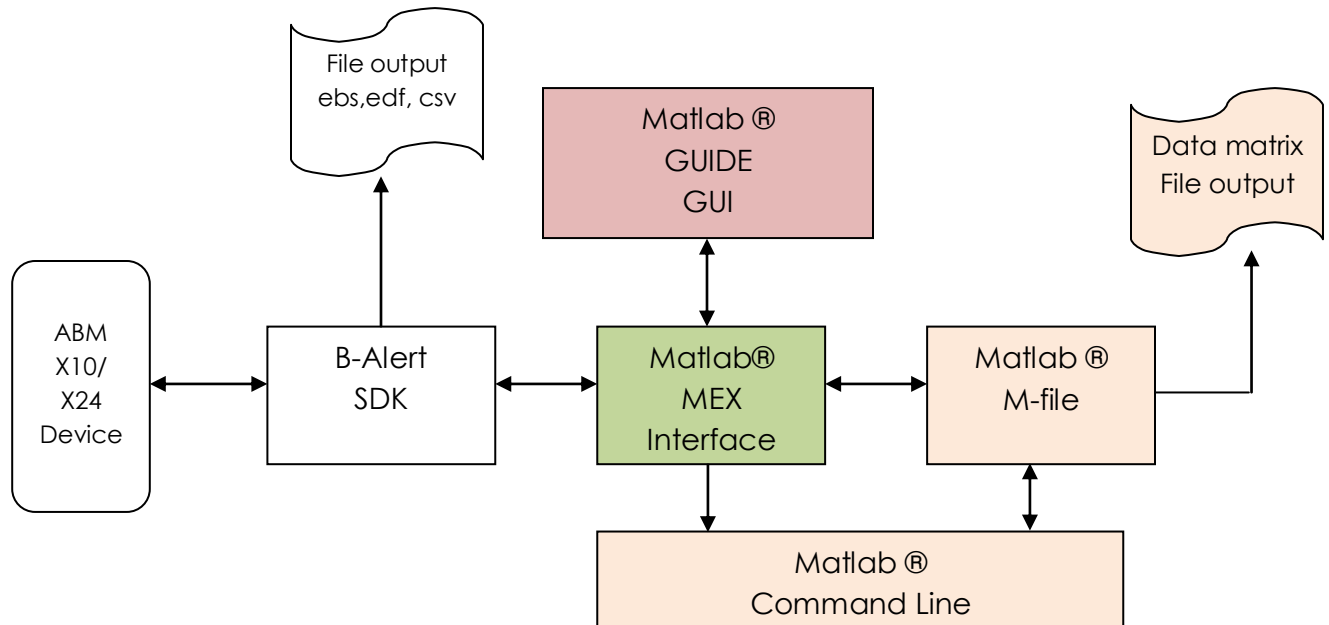 File output
ebs,edf, csv
Matlab ®
GUIDE
GUI
Data matrix
File output
ABM
X10/
X24
Device
B-Alert
SDK
Matlab®
MEX
Interface
Matlab ®
M-file
Matlab ®
Command Line